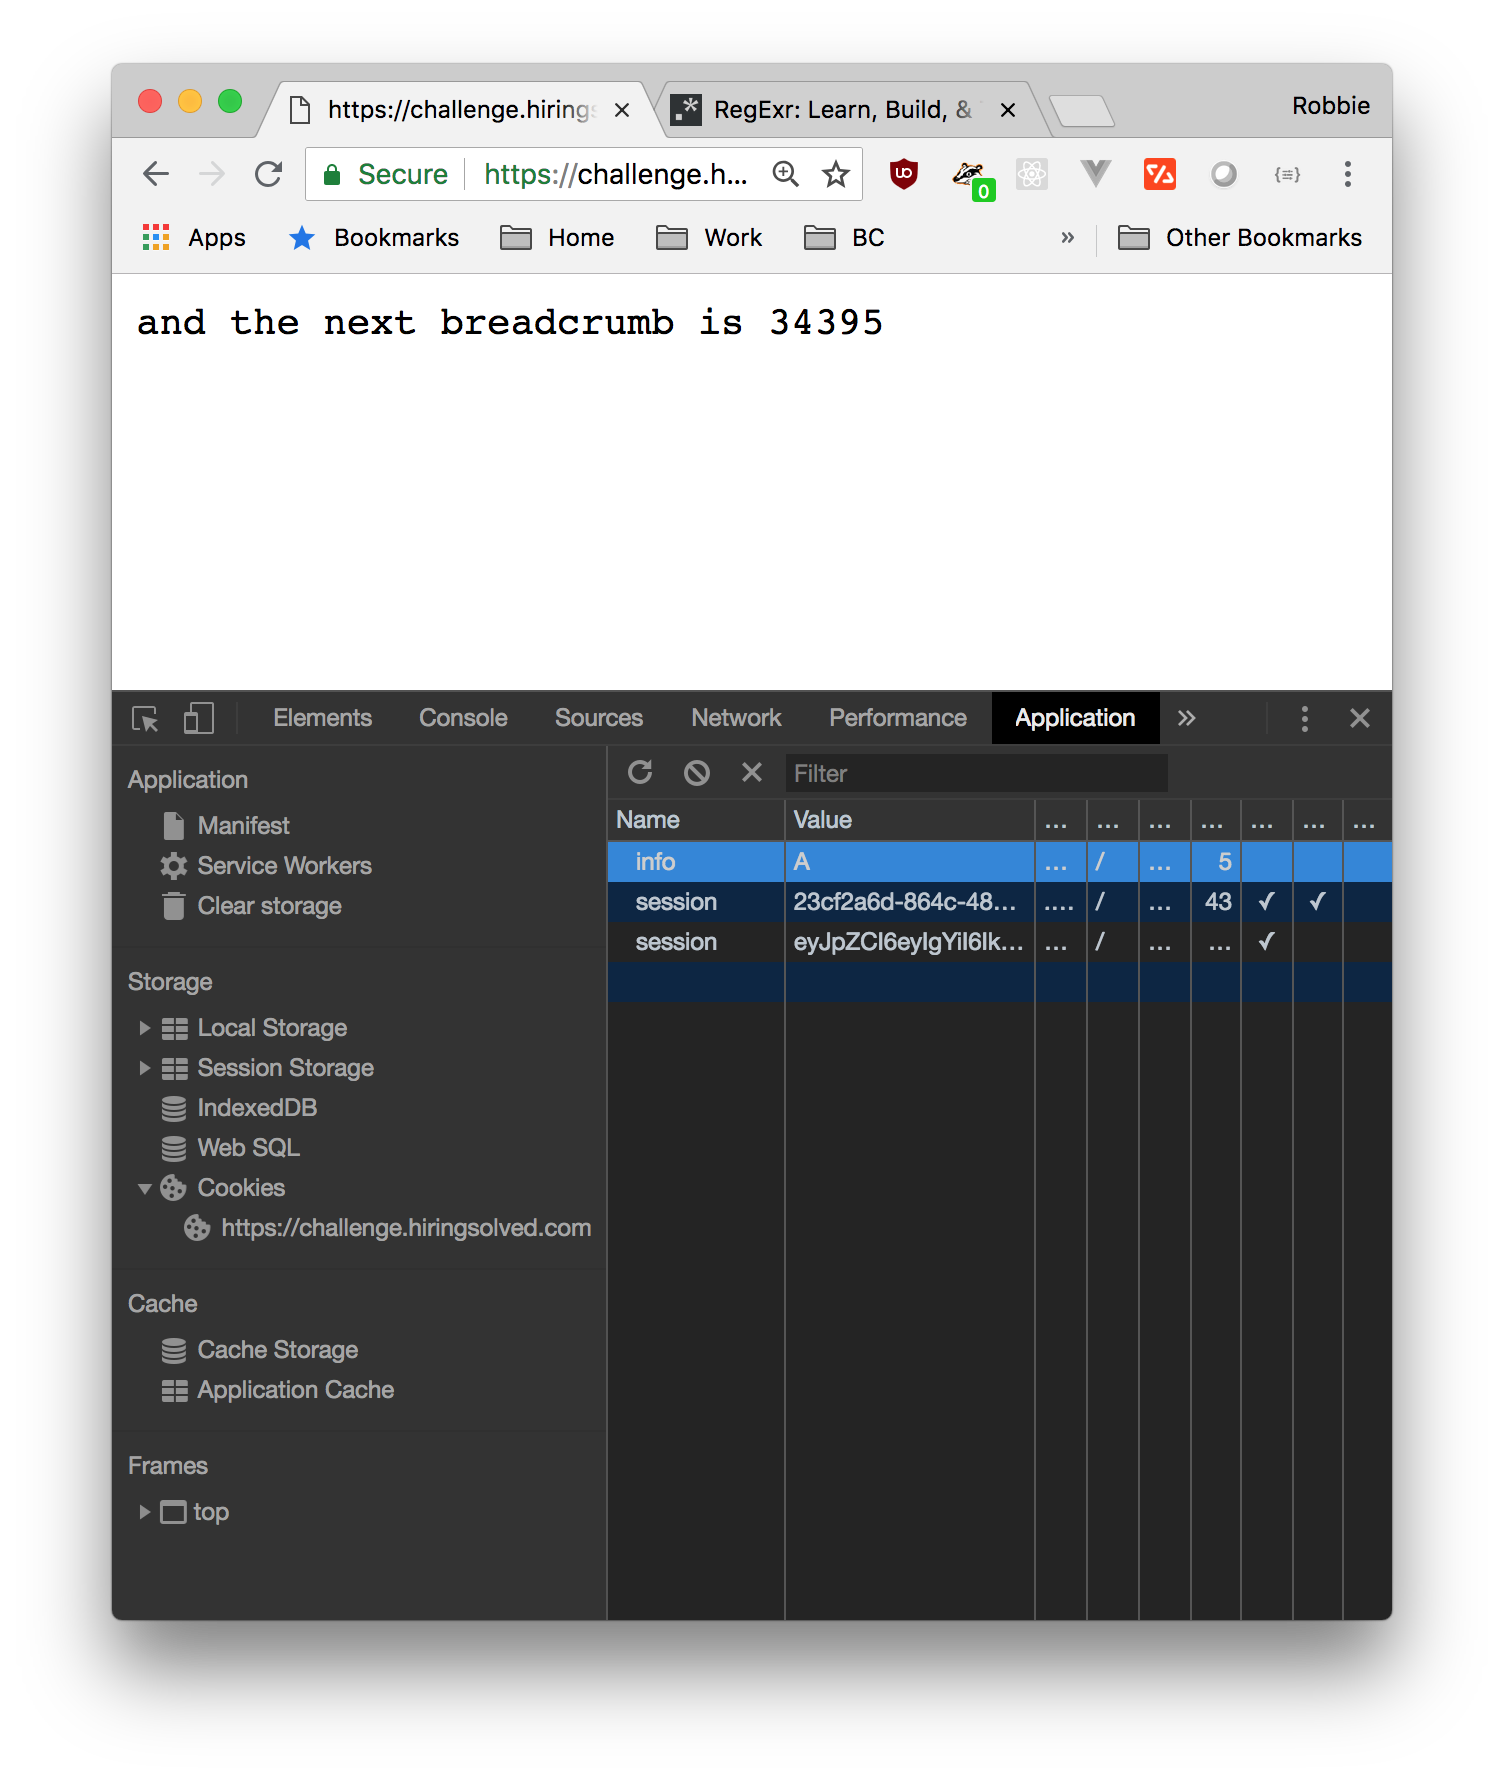 https://challenge.hirings
RegExr: Learn, Build, &
Robbie
Secure https://challenge.h...
0
Apps Bookmarks Home Work BC » Other Bookmarks
and the next breadcrumb is 34395
Elements Console Sources Network Performance Application »
Application
Manifest
Service Workers
Clear storage
Storage
Local Storage
Session Storage
IndexedDB
Web SQL
Cookies
https://challenge.hiringsolved.com
Cache
Cache Storage
Application Cache
Frames
top
Filter
Name Value ... ... ... ... ... ... ...
info A ... / ... 5
session 23cf2a6d-864c-48... .... / ... 43 ✓ ✓
session eyJpZCI6eyIgYiI6Ik... ... / ... ... ✓